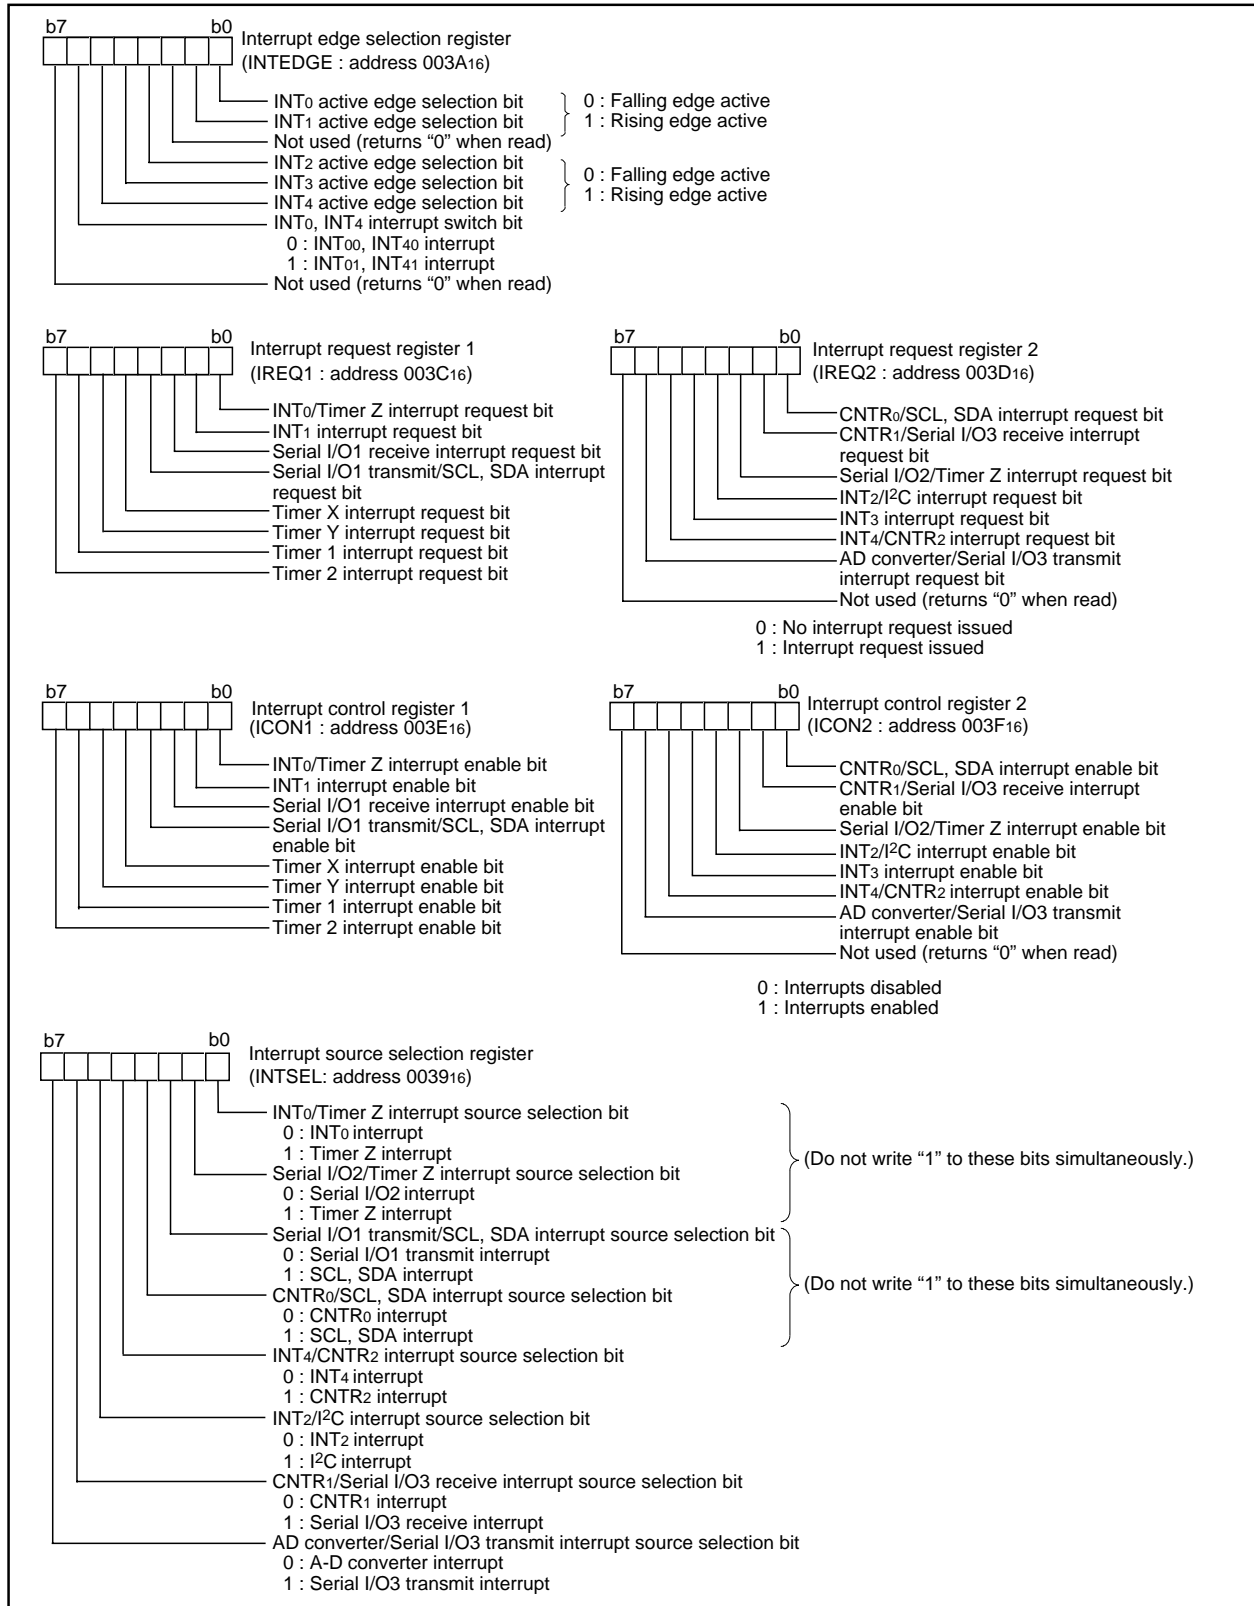 b7 b0
Interrupt edge selection register
(INTEDGE : address 003A16)
INT0 active edge selection bit
INT1 active edge selection bit
0 : Falling edge active
1 : Rising edge active
Not used (returns “0” when read)
INT2 active edge selection bit
INT3 active edge selection bit
INT4 active edge selection bit
0 : Falling edge active
1 : Rising edge active
INT0, INT4 interrupt switch bit
0 : INT00, INT40 interrupt
1 : INT01, INT41 interrupt
Not used (returns “0” when read)
b7 b0
Interrupt request register 1
(IREQ1 : address 003C16)
INT0/Timer Z interrupt request bit
INT1 interrupt request bit
Serial I/O1 receive interrupt request bit
Serial I/O1 transmit/SCL, SDA interrupt
request bit
Timer X interrupt request bit
Timer Y interrupt request bit
Timer 1 interrupt request bit
Timer 2 interrupt request bit
b7 b0
Interrupt request register 2
(IREQ2 : address 003D16)
CNTR0/SCL, SDA interrupt request bit
CNTR1/Serial I/O3 receive interrupt
request bit
Serial I/O2/Timer Z interrupt request bit
INT2/I2C interrupt request bit
INT3 interrupt request bit
INT4/CNTR2 interrupt request bit
AD converter/Serial I/O3 transmit
interrupt request bit
Not used (returns “0” when read)
0 : No interrupt request issued
1 : Interrupt request issued
b7 b0
Interrupt control register 1
(ICON1 : address 003E16)
INT0/Timer Z interrupt enable bit
INT1 interrupt enable bit
Serial I/O1 receive interrupt enable bit
Serial I/O1 transmit/SCL, SDA interrupt
enable bit
Timer X interrupt enable bit
Timer Y interrupt enable bit
Timer 1 interrupt enable bit
Timer 2 interrupt enable bit
b7 b0
Interrupt control register 2
(ICON2 : address 003F16)
CNTR0/SCL, SDA interrupt enable bit
CNTR1/Serial I/O3 receive interrupt
enable bit
Serial I/O2/Timer Z interrupt enable bit
INT2/I2C interrupt enable bit
INT3 interrupt enable bit
INT4/CNTR2 interrupt enable bit
AD converter/Serial I/O3 transmit
interrupt enable bit
Not used (returns “0” when read)
0 : Interrupts disabled
1 : Interrupts enabled
b7 b0
Interrupt source selection register
(INTSEL: address 003916)
INT0/Timer Z interrupt source selection bit
0 : INT0 interrupt
1 : Timer Z interrupt
Serial I/O2/Timer Z interrupt source selection bit
0 : Serial I/O2 interrupt
1 : Timer Z interrupt
(Do not write “1” to these bits simultaneously.)
Serial I/O1 transmit/SCL, SDA interrupt source selection bit
0 : Serial I/O1 transmit interrupt
1 : SCL, SDA interrupt
CNTR0/SCL, SDA interrupt source selection bit
0 : CNTR0 interrupt
1 : SCL, SDA interrupt
(Do not write “1” to these bits simultaneously.)
INT4/CNTR2 interrupt source selection bit
0 : INT4 interrupt
1 : CNTR2 interrupt
INT2/I2C interrupt source selection bit
0 : INT2 interrupt
1 : I2C interrupt
CNTR1/Serial I/O3 receive interrupt source selection bit
0 : CNTR1 interrupt
1 : Serial I/O3 receive interrupt
AD converter/Serial I/O3 transmit interrupt source selection bit
0 : A-D converter interrupt
1 : Serial I/O3 transmit interrupt